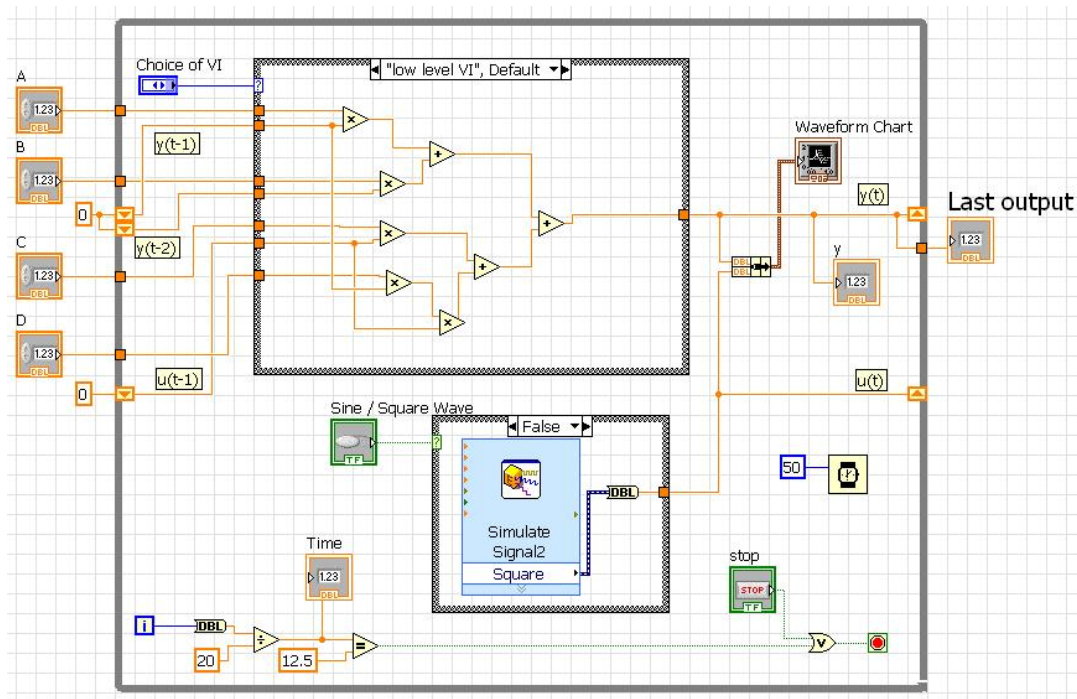 Choice of VI
"low level VI", Default
A
1.23
DBL
y(t-1)
B
1.23
DBL
0
y(t-2)
C
1.23
DBL
D
1.23
DBL
u(t-1)
0
Waveform Chart
y(t)
Last output
1.23
DBL
DBL
DBL
y
1.23
DBL
u(t)
Sine / Square Wave
TF
False
Simulate
Signal2
Square
DBL
50
Time
1.23
DBL
i
DBL
20
12.5
stop
STOP
TF